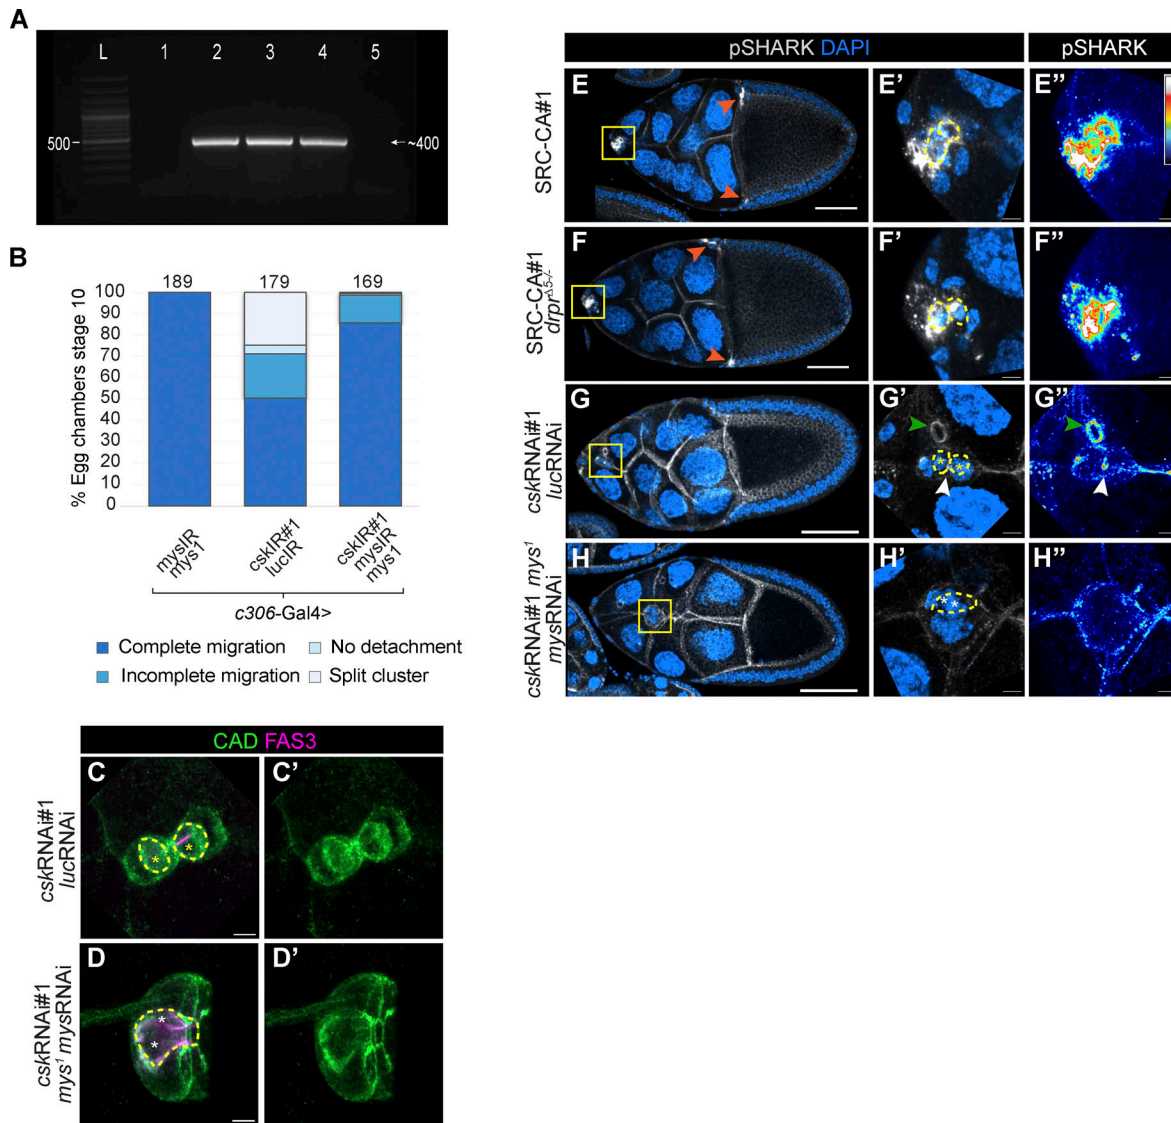 A
L 1 2 3 4 5
500
~400
B
189 179 169
% Egg chambers stage 10
100
90
80
70
60
50
40
30
20
10
0
mysIR
mys1
cskIR#1
lucIR
cskIR#1
mysIR
mys1
c306-Gal4>
Complete migration
No detachment
Incomplete migration
Split cluster
CAD FAS3
cskRNAi#1
lucRNAi
C
C'
cskRNAi#1
mys¹ mysRNAi
D
D'
pSHARK DAPI
pSHARK
SRC-CA#1
E
E'
E"
SRC-CA#1
drpr^Δ5-/-
F
F'
F"
cskRNAi#1
lucRNAi
G
G'
G"
cskRNAi#1 mys¹
mysRNAi
H
H'
H"